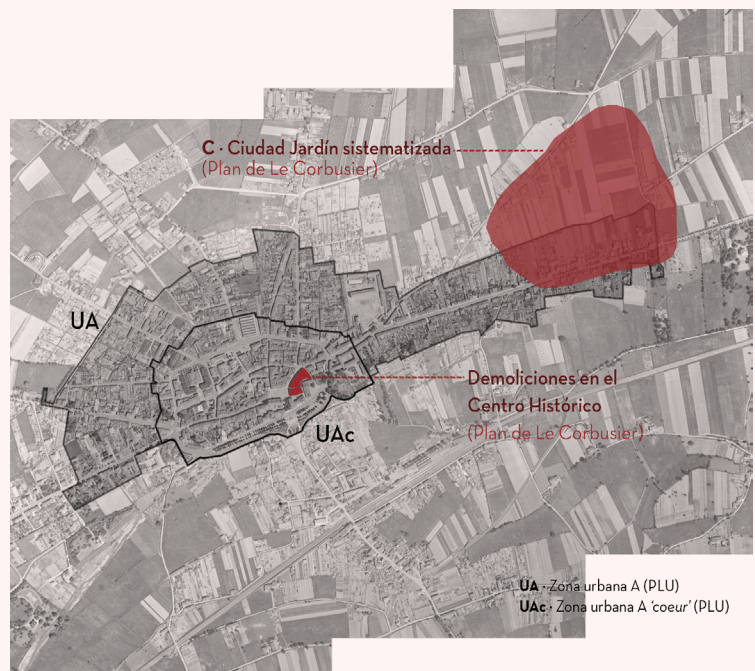 C · Ciudad Jardín sistematizada
(Plan de Le Corbusier)
UA
Demoliciones en el
Centro Histórico
(Plan de Le Corbusier)
UAc
UA · Zona urbana A (PLU)
UAc · Zona urbana A ‘coeur’ (PLU)